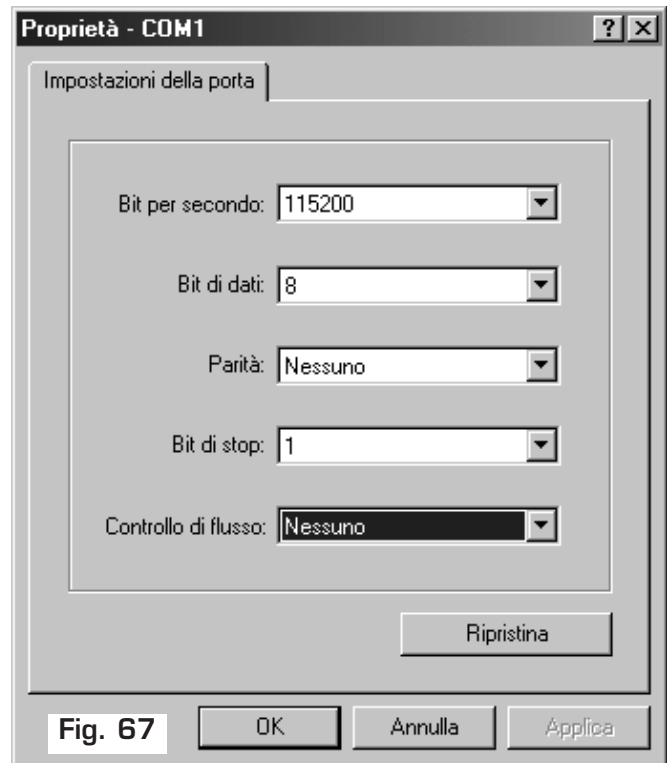 Proprietà - COM1
Impostazioni della porta
Bit per secondo: 115200
Bit di dati: 8
Parità: Nessuno
Bit di stop: 1
Controllo di flusso: Nessuno
Ripristina
Fig. 67 OK Annulla Applica